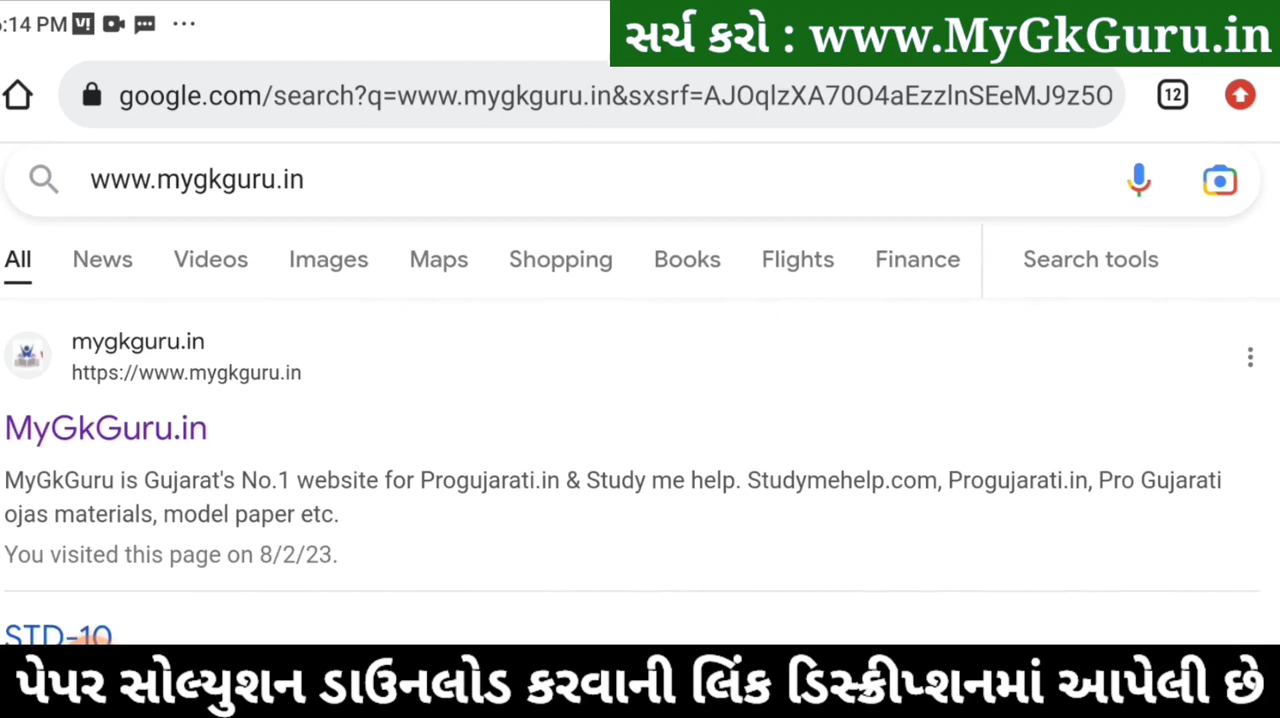 :14 PM
સર્ચ કરો : www.MyGkGuru.in
google.com/search?q=www.mygkguru.in&sxsrf=AJOqlzXA70O4aEzzlnSEeMJ9z5O
12
www.mygkguru.in
All News Videos Images Maps Shopping Books Flights Finance Search tools
mygkguru.in
https://www.mygkguru.in
MyGkGuru.in
MyGkGuru is Gujarat's No.1 website for Progujarati.in & Study me help. Studymehelp.com, Progujarati.in, Pro Gujarati
ojas materials, model paper etc.
You visited this page on 8/2/23.
STD-10
પેપર સોલ્યુશન ડાઉનલોડ કરવાની લિંક ડિસ્ક્રીપ્શનમાં આપેલી છે